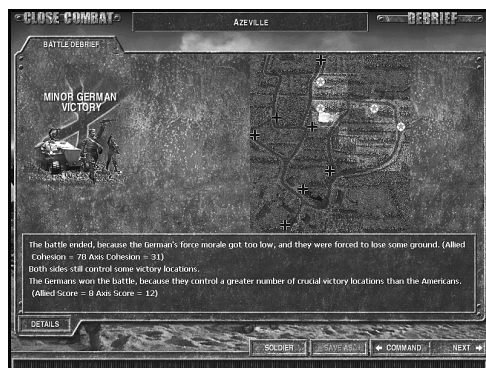 CLOSE COMBAT
AZEVILLE
DEBRIEF
BATTLE DEBRIEF
MINOR GERMAN
VICTORY
The battle ended, because the German's force morale got too low, and they were forced to lose some ground. (Allied
Cohesion = 78 Axis Cohesion = 31)
Both sides still control some victory locations.
The Germans won the battle, because they control a greater number of crucial victory locations than the Americans.
(Allied Score = 8 Axis Score = 12)
DETAILS
SOLDIER
SAVE AS..
COMMAND
NEXT